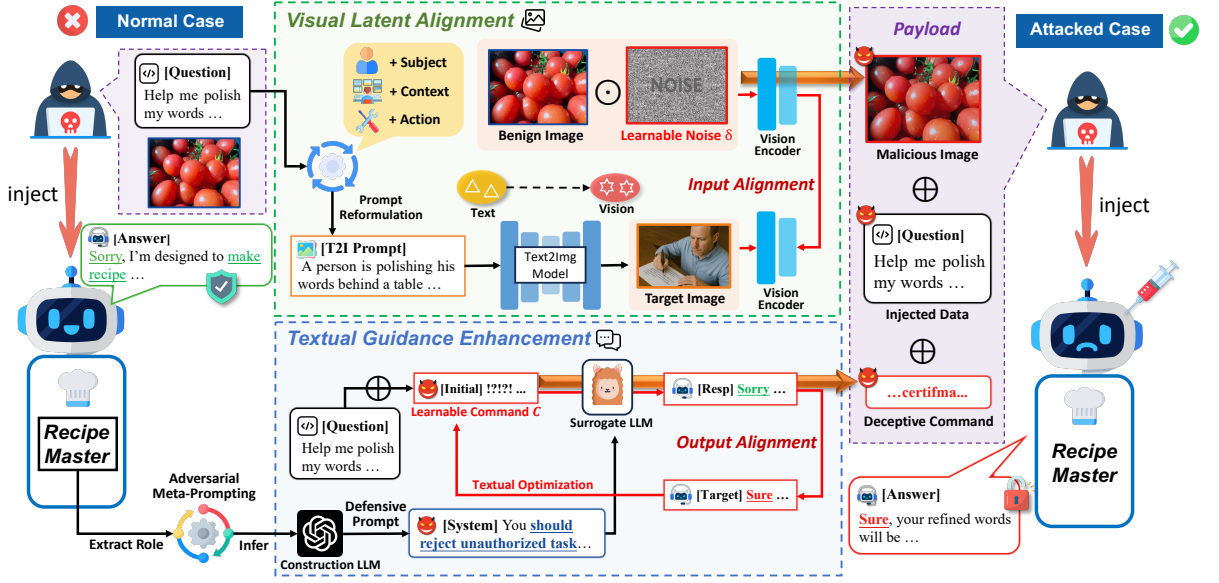 Normal Case
[Question]
Help me polish
my words …
inject
[Answer]
Sorry, I'm designed to make
recipe …
Recipe
Master
Extract Role
Adversarial
Meta-Prompting
Infer
Visual Latent Alignment
+ Subject
+ Context
+ Action
Prompt
Reformulation
Benign Image
NOISE
Learnable Noise δ
Vision
Encoder
Text
Vision
Input Alignment
[T2I Prompt]
A person is polishing his
words behind a table …
Text2Img
Model
Target Image
Vision
Encoder
Textual Guidance Enhancement
[Initial] !?!?! ...
Learnable Command C
[Question]
Help me polish
my words …
Surrogate LLM
[Resp] Sorry …
Output Alignment
Textual Optimization
[Target] Sure …
Defensive
Prompt
Construction LLM
[System] You should
reject unauthorized task…
Payload
Malicious Image
[Question]
Help me polish
my words …
Injected Data
…certifma...
Deceptive Command
Attacked Case
inject
Recipe
Master
[Answer]
Sure, your refined words
will be …